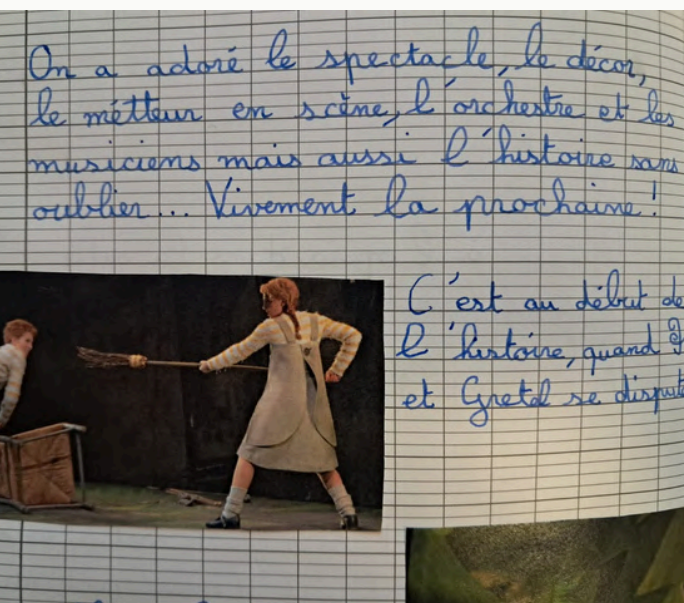 On a adoré le spectacle, le décor,
le métteur en scène, l'orchestre et les
musiciens mais aussi l'histoire sans
oublier... Vivement la prochaine!
C'est au début de
l'histoire, quand
et Gretel se disput